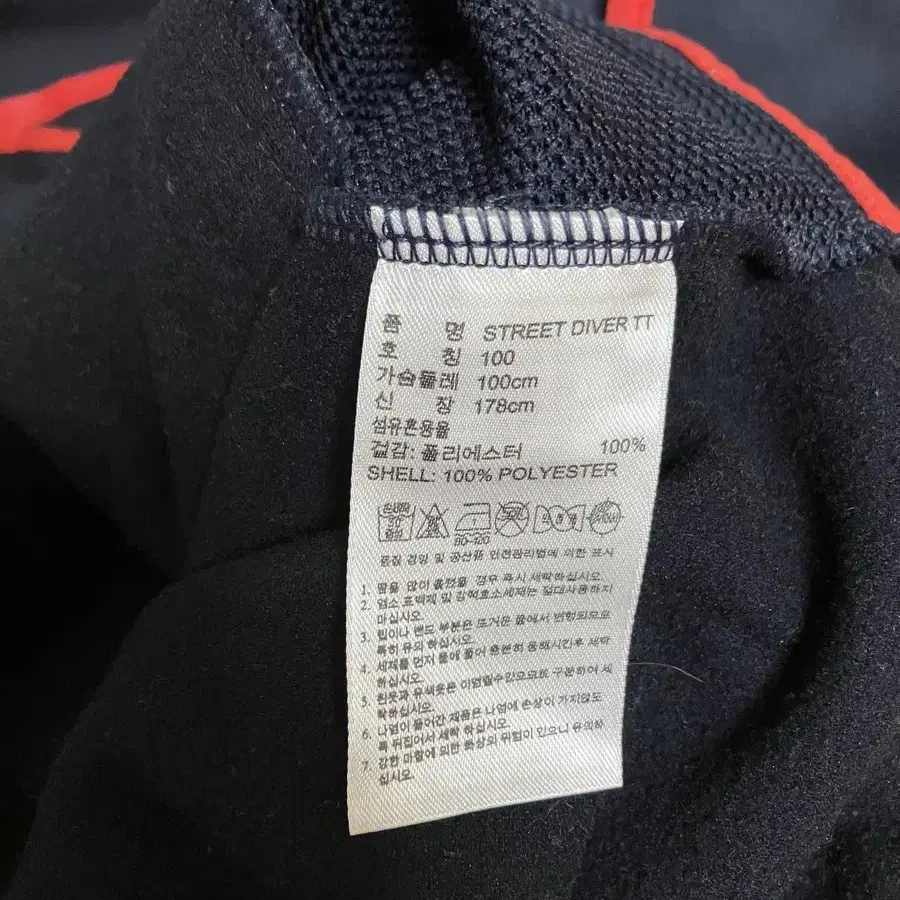 품 명 STREET DIVER TT
호 칭 100
가슴둘레 100cm
신 장 178cm
섬유혼용율
겉감: 폴리에스터 100%
SHELL: 100% POLYESTER
80~120
품질 경영 및 공산품 안전관리법에 의한 표시
1. 땀을 많이 흘렸을 경우 즉시 세탁하십시오.
2. 염소 표백제 및 강력효소세제는 절대사용하지
마십시오.
3. 팁이나 밴드 부분은 뜨거운 물에서 변형되므로
특히 유의 하십시오.
4. 세제를 먼저 물에 풀어 충분히 용해시킨후 세탁
하십시오.
5. 흰옷과 유색옷은 이염될수있으므로 구분하여 세
탁하십시오.
6. 나염이 들어간 제품은 나염에 손상이 가지않도
록 뒤집어서 세탁 하십시오.
7. 강한 마찰에 의한 화상의 위험이 있으니 유의하
십시오.